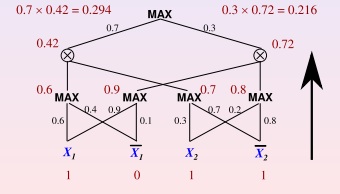 0.7 × 0.42 = 0.294 MAX 0.3 × 0.72 = 0.216
0.7 0.3
0.42 ⊗ ⊗ 0.72
0.6 0.9 0.7 0.8
MAX MAX MAX MAX
0.6 0.4 0.9 0.1 0.3 0.7 0.2 0.8
X₁ X̅₁ X₂ X̅₂
1 0 1 1